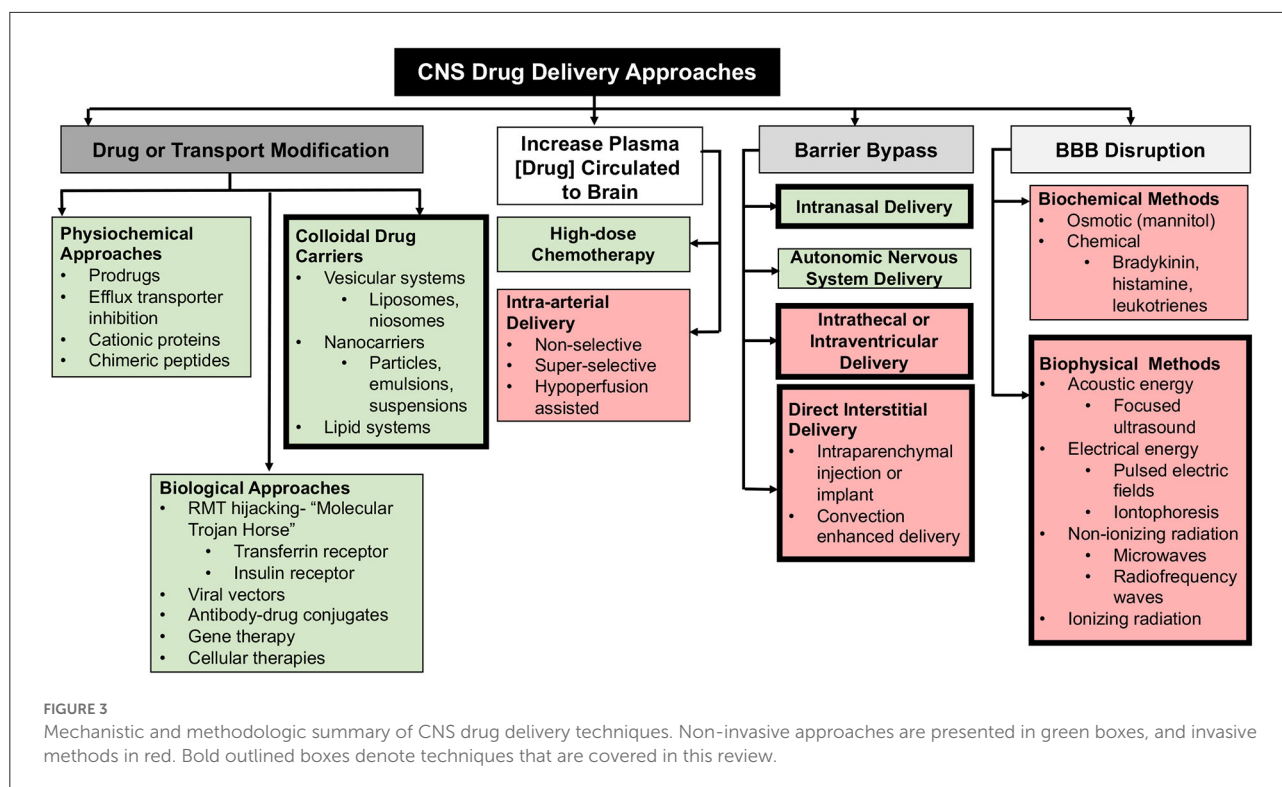 CNS Drug Delivery Approaches
Drug or Transport Modification
Physiochemical
Approaches
• Prodrugs
• Efflux transporter
inhibition
• Cationic proteins
• Chimeric peptides
Colloidal Drug
Carriers
• Vesicular systems
• Liposomes,
niosomes
• Nanocarriers
• Particles,
emulsions,
suspensions
• Lipid systems
Biological Approaches
• RMT hijacking- “Molecular
Trojan Horse”
• Transferrin receptor
• Insulin receptor
• Viral vectors
• Antibody-drug conjugates
• Gene therapy
• Cellular therapies
Increase Plasma
[Drug] Circulated
to Brain
High-dose
Chemotherapy
Intra-arterial
Delivery
• Non-selective
• Super-selective
• Hypoperfusion
assisted
Barrier Bypass
Intranasal Delivery
Autonomic Nervous
System Delivery
Intrathecal or
Intraventricular
Delivery
Direct Interstitial
Delivery
• Intraparenchymal
injection or
implant
• Convection
enhanced delivery
BBB Disruption
Biochemical Methods
• Osmotic (mannitol)
• Chemical
• Bradykinin,
histamine,
leukotrienes
Biophysical Methods
• Acoustic energy
• Focused
ultrasound
• Electrical energy
• Pulsed electric
fields
• Iontophoresis
• Non-ionizing radiation
• Microwaves
• Radiofrequency
waves
• Ionizing radiation
FIGURE 3
Mechanistic and methodologic summary of CNS drug delivery techniques. Non-invasive approaches are presented in green boxes, and invasive
methods in red. Bold outlined boxes denote techniques that are covered in this review.